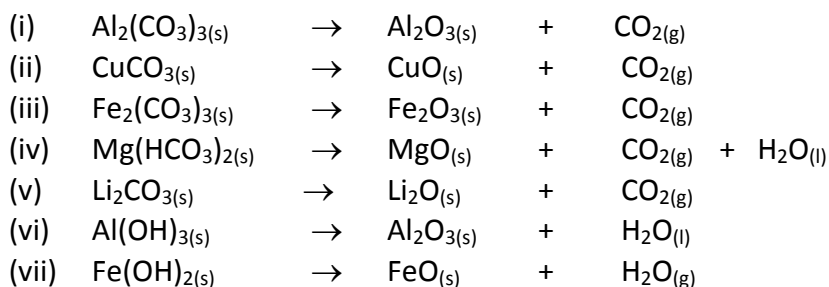 (i) Al₂(CO₃)₃₍s₎ → Al₂O₃₍s₎ + CO₂₍g₎
(ii) CuCO₃₍s₎ → CuO₍s₎ + CO₂₍g₎
(iii) Fe₂(CO₃)₃₍s₎ → Fe₂O₃₍s₎ + CO₂₍g₎
(iv) Mg(HCO₃)₂₍s₎ → MgO₍s₎ + CO₂₍g₎ + H₂O₍l₎
(v) Li₂CO₃₍s₎ → Li₂O₍s₎ + CO₂₍g₎
(vi) Al(OH)₃₍s₎ → Al₂O₃₍s₎ + H₂O₍l₎
(vii) Fe(OH)₂₍s₎ → FeO₍s₎ + H₂O₍g₎